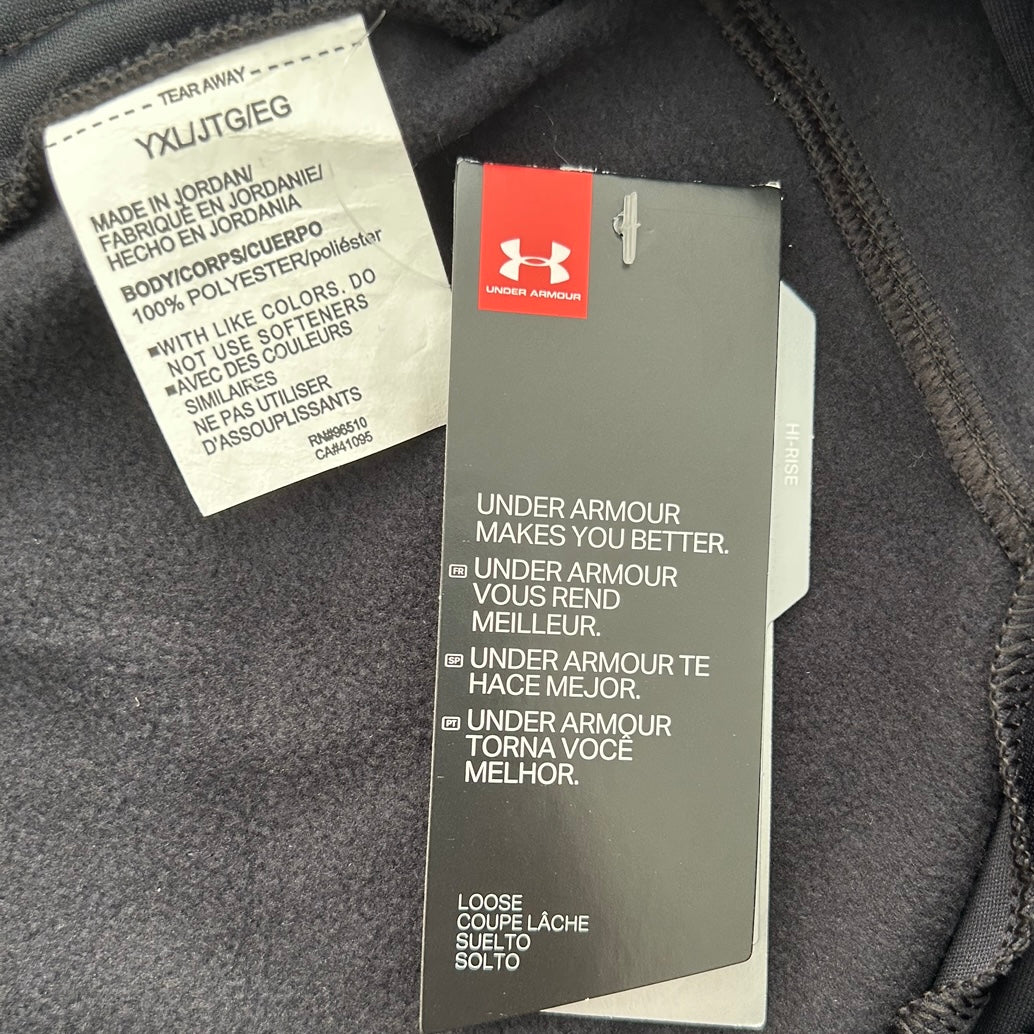 TEAR AWAY
YXL/JTG/EG
MADE IN JORDAN/
FABRIQUÉ EN JORDANIE/
HECHO EN JORDANIA
BODY/CORPS/CUERPO
100% POLYESTER/poliéster
■WITH LIKE COLORS. DO
NOT USE SOFTENERS
■AVEC DES COULEURS
SIMILAIRES
NE PAS UTILISER
D'ASSOUPLISSANTS
RN#96510
CA#41095
UNDER ARMOUR
HI-RISE
UNDER ARMOUR
MAKES YOU BETTER.
FR UNDER ARMOUR
VOUS REND
MEILLEUR.
SP UNDER ARMOUR TE
HACE MEJOR.
PT UNDER ARMOUR
TORNA VOCÊ
MELHOR.
LOOSE
COUPE LÂCHE
SUELTO
SOLTO